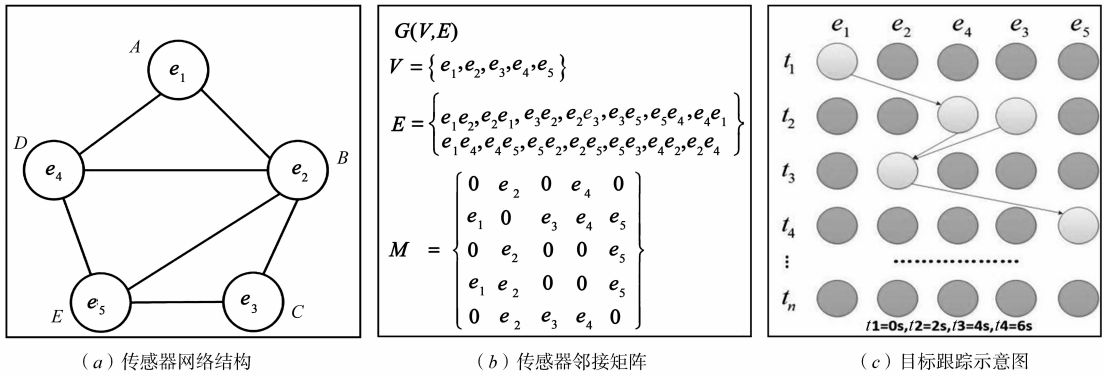 A
e₁
D
B
e₄
e₂
e₅
e₃
E
C
(a) 传感器网络结构
G(V,E)
V={e₁,e₂,e₃,e₄,e₅}
E={e₁e₂,e₂e₁,e₃e₂,e₂e₃,e₃e₅,e₅e₄,e₄e₁
e₁e₄,e₄e₅,e₅e₂,e₂e₅,e₅e₃,e₄e₂,e₂e₄}
0 e₂ 0 e₄ 0
e₁ 0 e₃ e₄ e₅
M = 0 e₂ 0 0 e₅
e₁ e₂ 0 0 e₅
0 e₂ e₃ e₄ 0
(b) 传感器邻接矩阵
e₁ e₂ e₄ e₃ e₅
t₁
t₂
t₃
t₄
⋮ ··················
tₙ
t1=0s,t2=2s,t3=4s,t4=6s
(c) 目标跟踪示意图